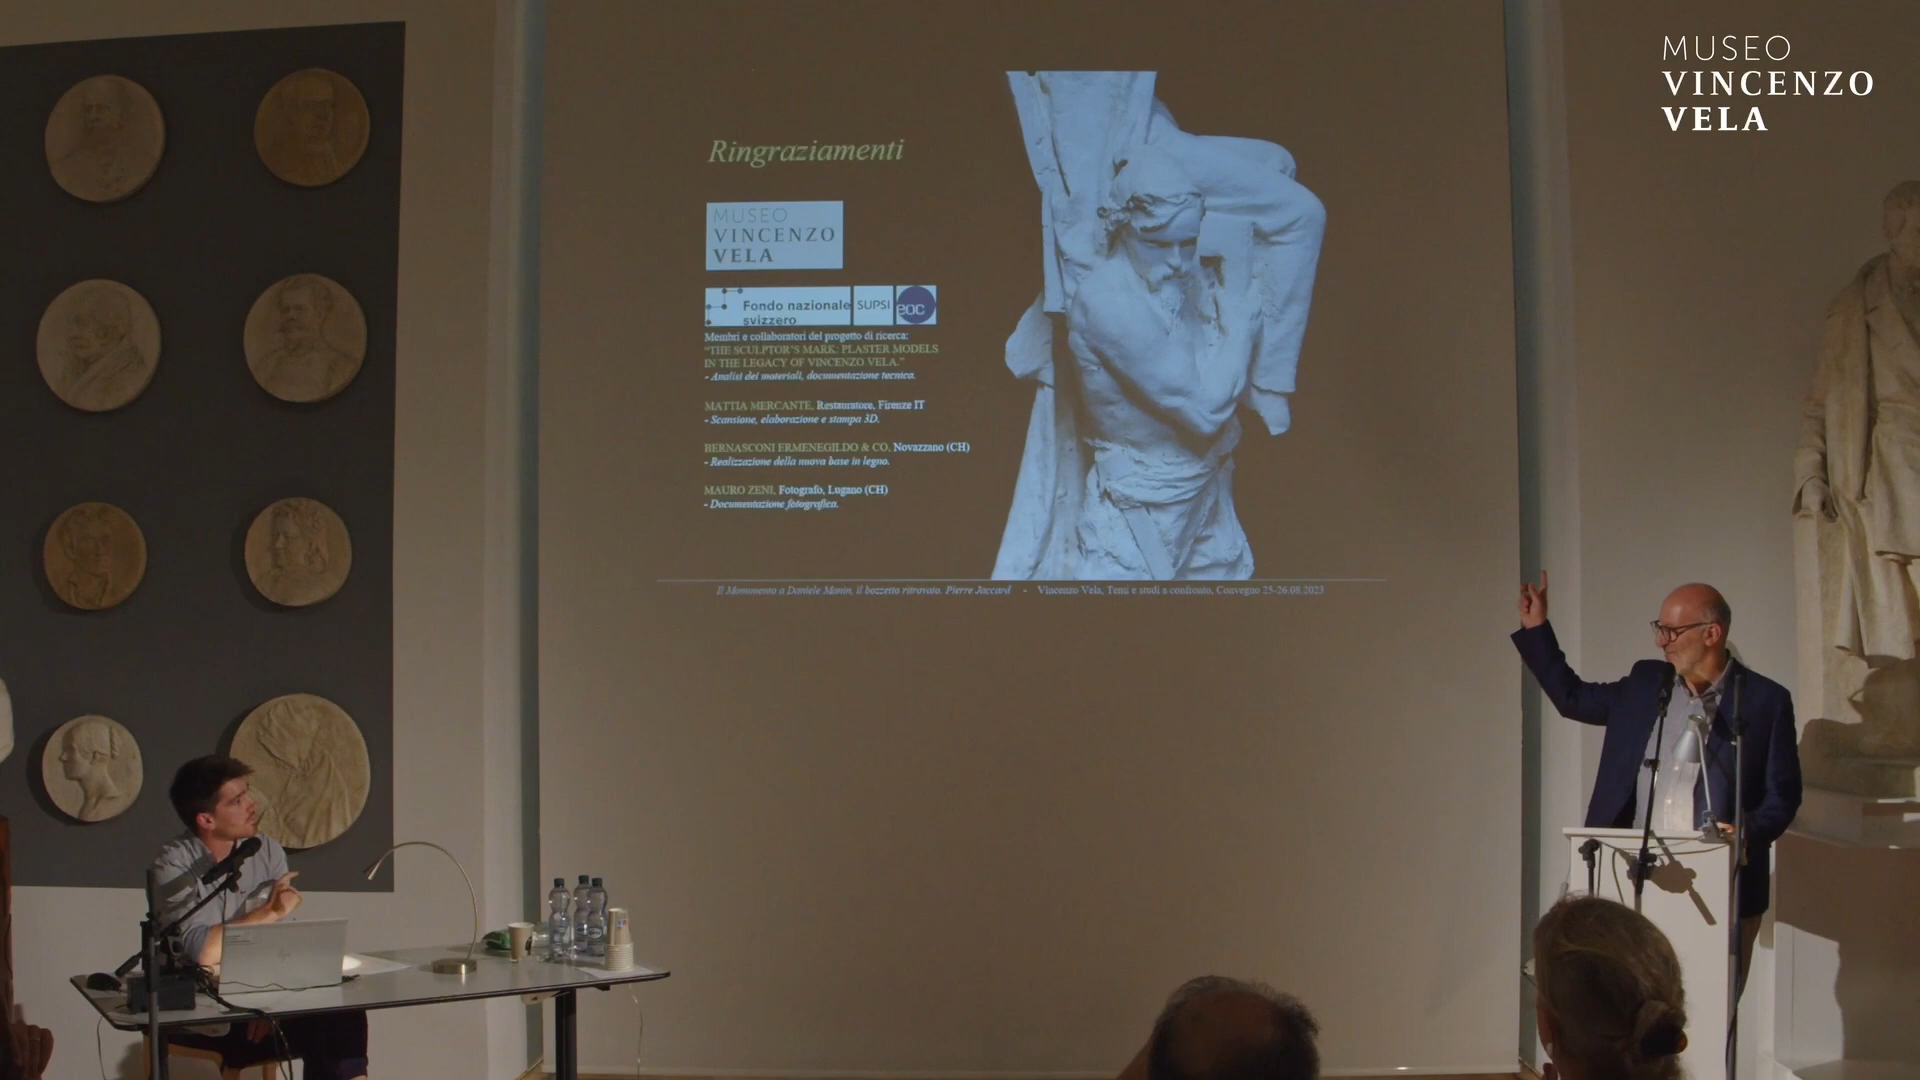 MUSEO
VINCENZO
VELA
Ringraziamenti
MUSEO
VINCENZO
VELA
Fondo nazionale
svizzero
SUPSI
eoc
Membri e collaboratori del progetto di ricerca:
"THE SCULPTOR'S MARK: PLASTER MODELS
IN THE LEGACY OF VINCENZO VELA."
- Analisi dei materiali, documentazione tecnica.
MATTIA MERCANTE, Restauratore, Firenze IT
- Scansione, elaborazione e stampa 3D.
BERNASCONI ERMENEGILDO & CO, Novazzano (CH)
- Realizzazione della nuova base in legno.
MAURO ZENI, Fotografo, Lugano (CH)
- Documentazione fotografica.
Il Monumento a Daniele Manin, il bozzetto ritrovato. Pierre Jaccard - Vincenzo Vela, Temi e studi a confronto, Convegno 25-26.08.2023